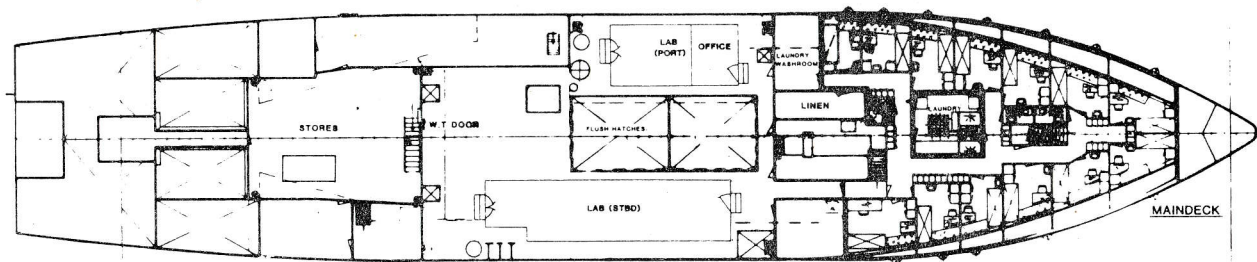 LAB
(PORT)
OFFICE
LAUNDRY
WASHROOM
LINEN
LAUNDRY
STORES
W.T DOOR
FLUSH HATCHES
LAB (STBD)
MAINDECK